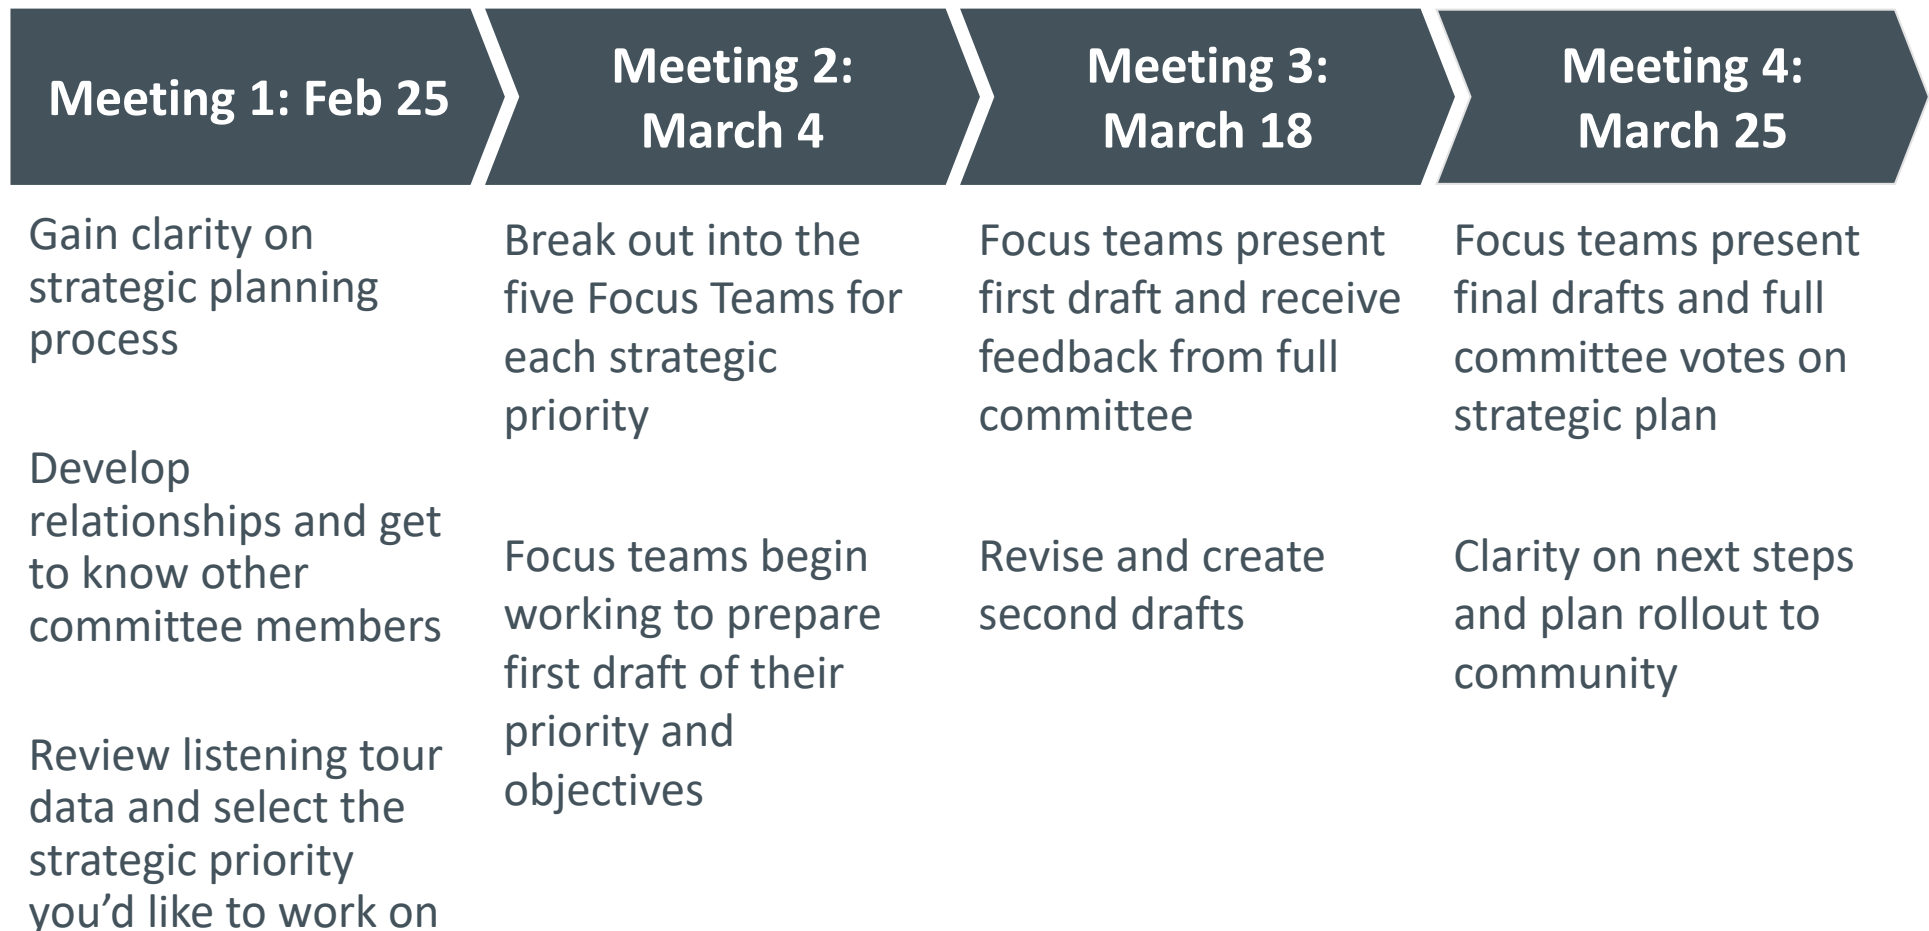 Meeting 1: Feb 25
Gain clarity on
strategic planning
process
Develop
relationships and get
to know other
committee members
Review listening tour
data and select the
strategic priority
you’d like to work on
Meeting 2:
March 4
Break out into the
five Focus Teams for
each strategic
priority
Focus teams begin
working to prepare
first draft of their
priority and
objectives
Meeting 3:
March 18
Focus teams present
first draft and receive
feedback from full
committee
Revise and create
second drafts
Meeting 4:
March 25
Focus teams present
final drafts and full
committee votes on
strategic plan
Clarity on next steps
and plan rollout to
community